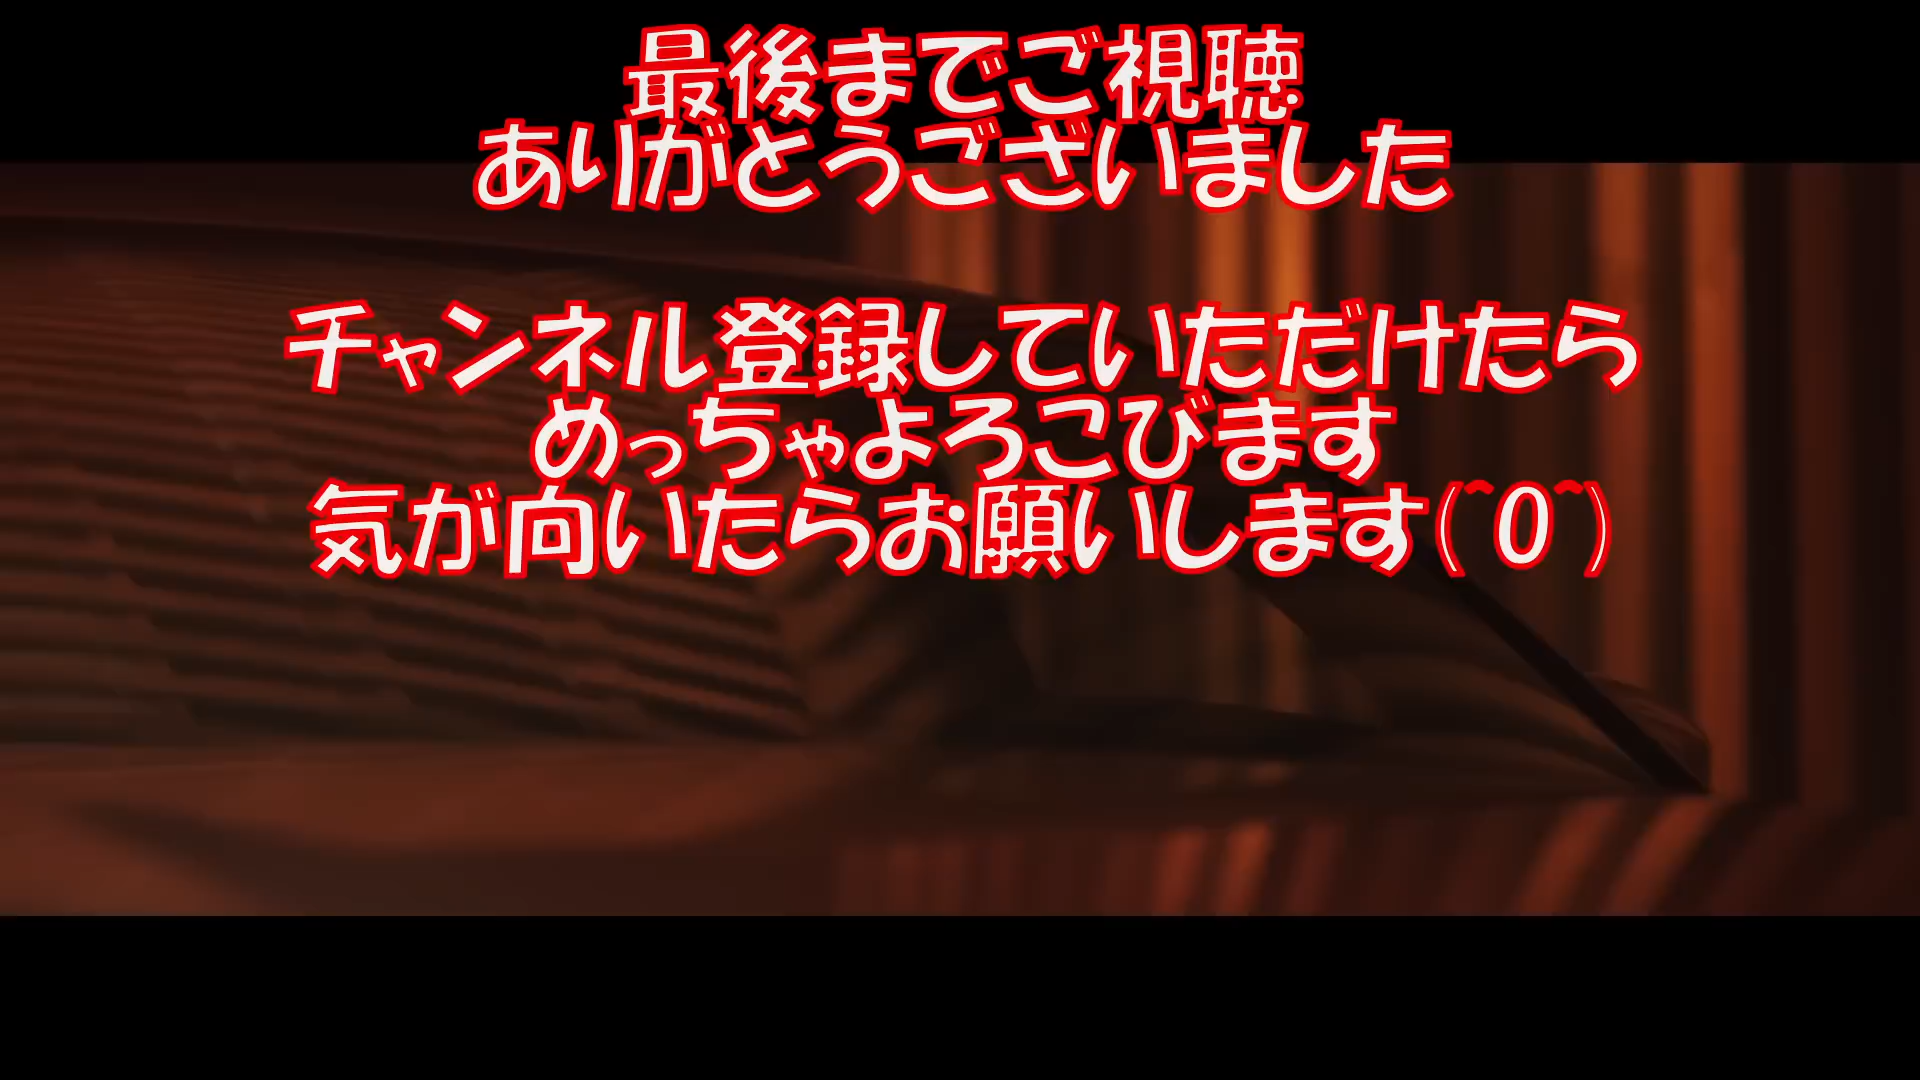 最後までご視聴
ありがとうございました
チャンネル登録していただけたら
めっちゃよろこびます
気が向いたらお願いします(^0^)